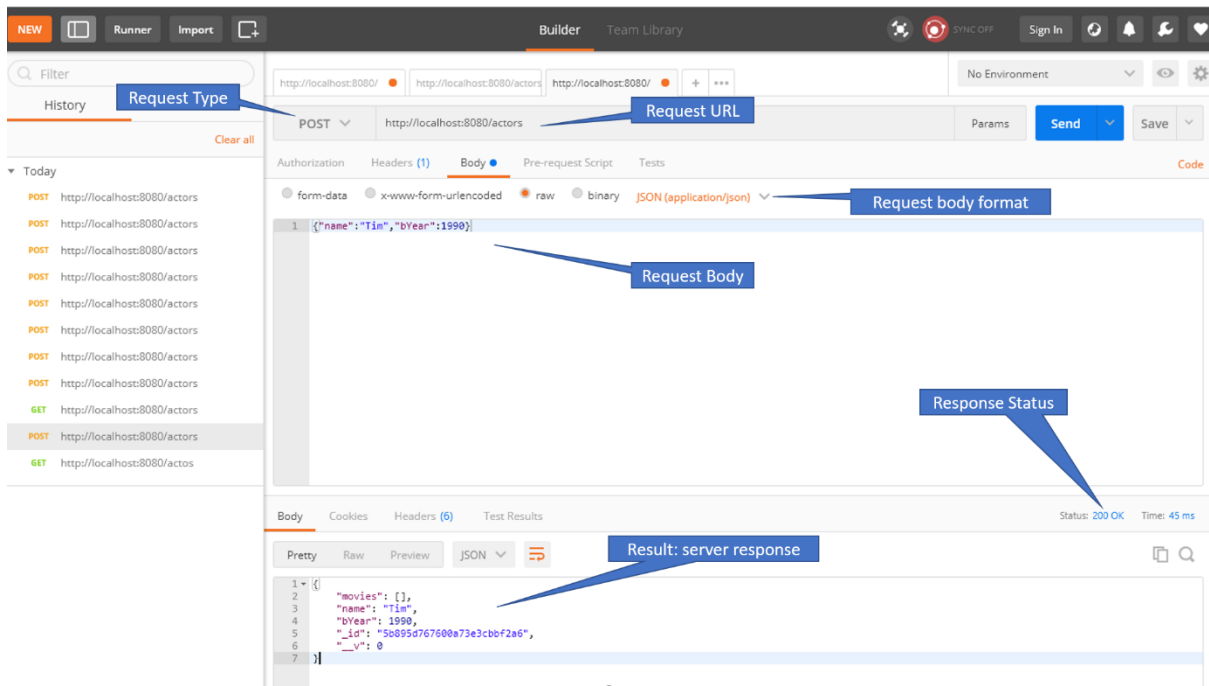 NEW Runner Import Builder Team Library SYNC OFF Sign In
Filter
History
Clear all
Today
POST http://localhost:8080/actors
POST http://localhost:8080/actors
POST http://localhost:8080/actors
POST http://localhost:8080/actors
POST http://localhost:8080/actors
POST http://localhost:8080/actors
POST http://localhost:8080/actors
POST http://localhost:8080/actors
GET http://localhost:8080/actors
POST http://localhost:8080/actors
GET http://localhost:8080/actos
http://localhost:8080/ http://localhost:8080/actors http://localhost:8080/ + ••• No Environment
Request Type
Request URL
POST http://localhost:8080/actors Params Send Save
Authorization Headers (1) Body Pre-request Script Tests Code
form-data x-www-form-urlencoded raw binary JSON (application/json)
Request body format
1 {"name":"Tim","bYear":1990}
Request Body
Response Status
Body Cookies Headers (6) Test Results Status: 200 OK Time: 45 ms
Pretty Raw Preview JSON
Result: server response
1 {
2 "movies": [],
3 "name": "Tim",
4 "bYear": 1990,
5 "_id": "5b895d767600a73e3cbbf2a6",
6 "__v": 0
7 }